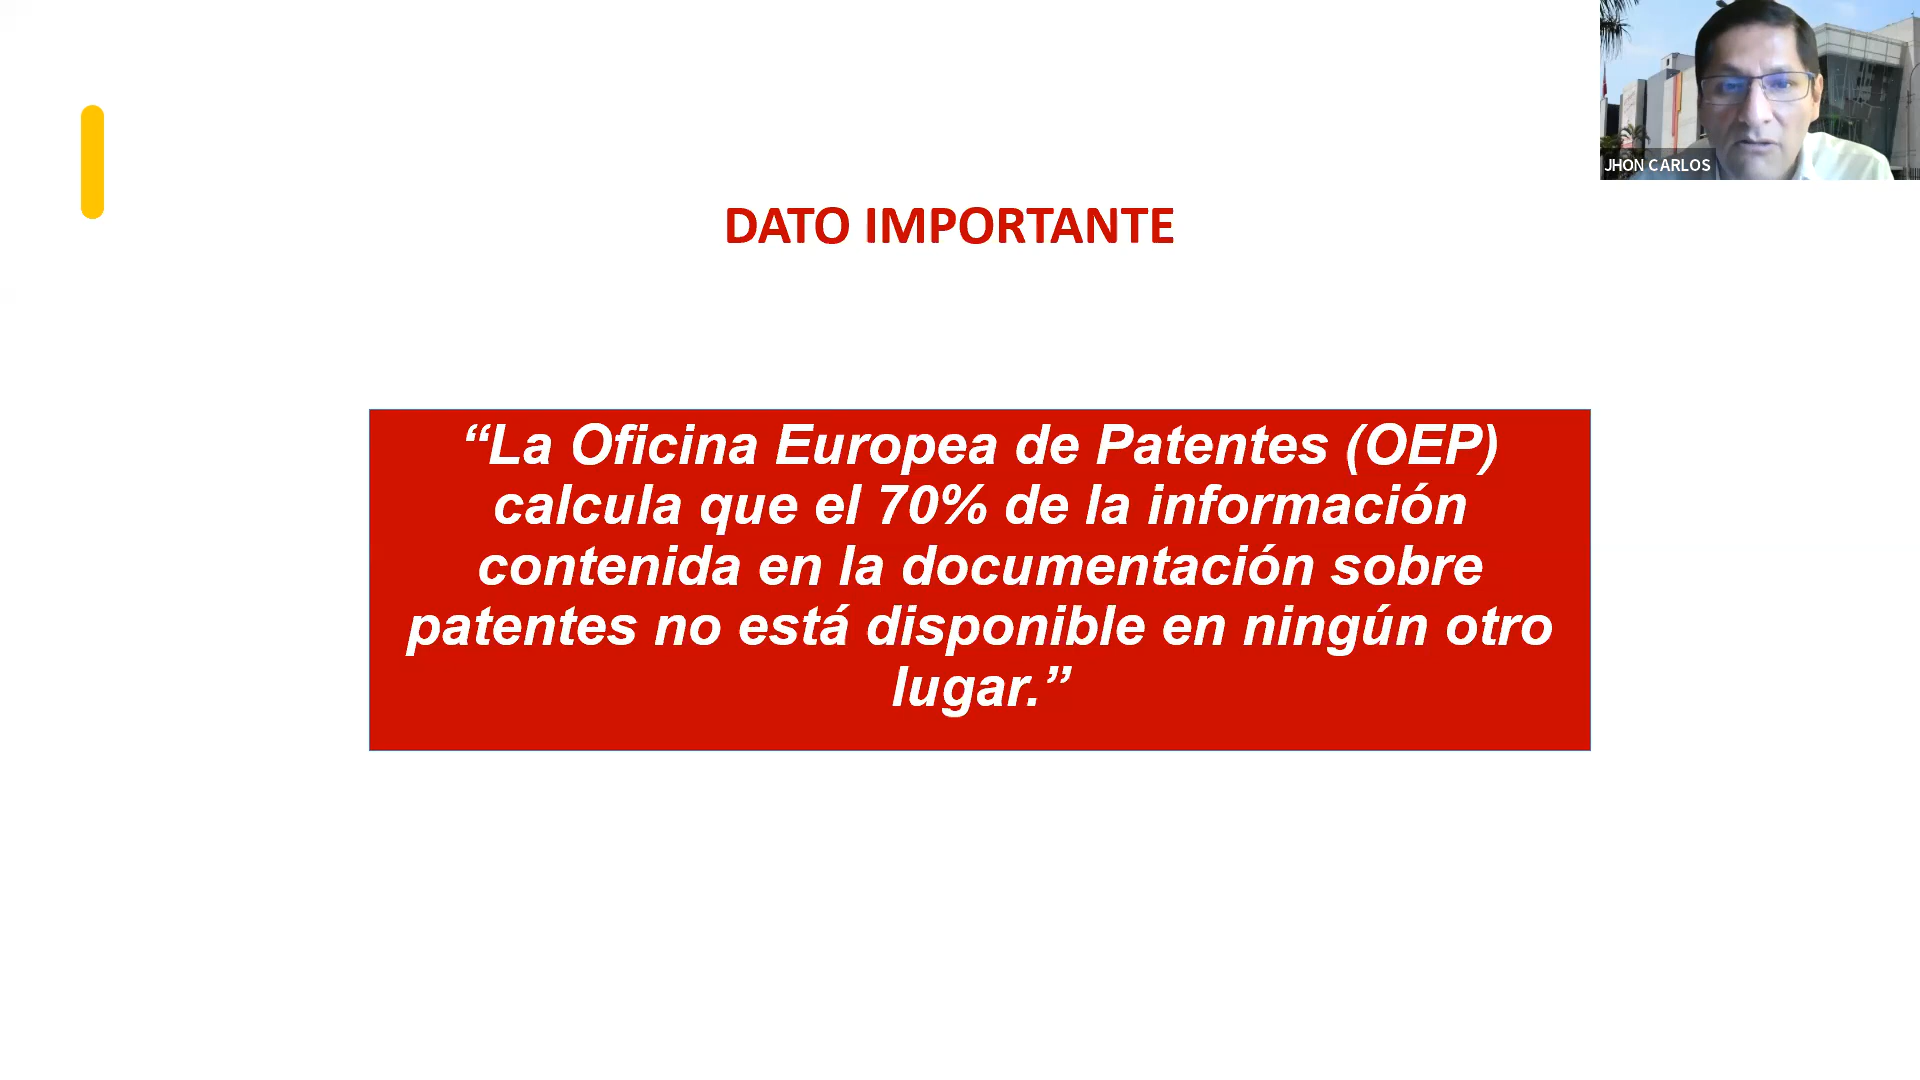 JHON CARLOS
DATO IMPORTANTE
“La Oficina Europea de Patentes (OEP)
calcula que el 70% de la información
contenida en la documentación sobre
patentes no está disponible en ningún otro
lugar.”